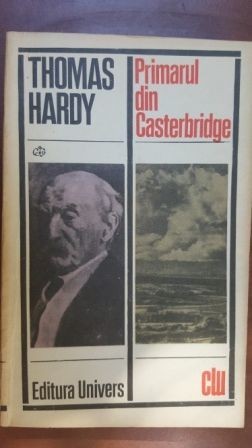 THOMAS
HARDY
Primarul
din
Casterbridge
Editura Univers
clu